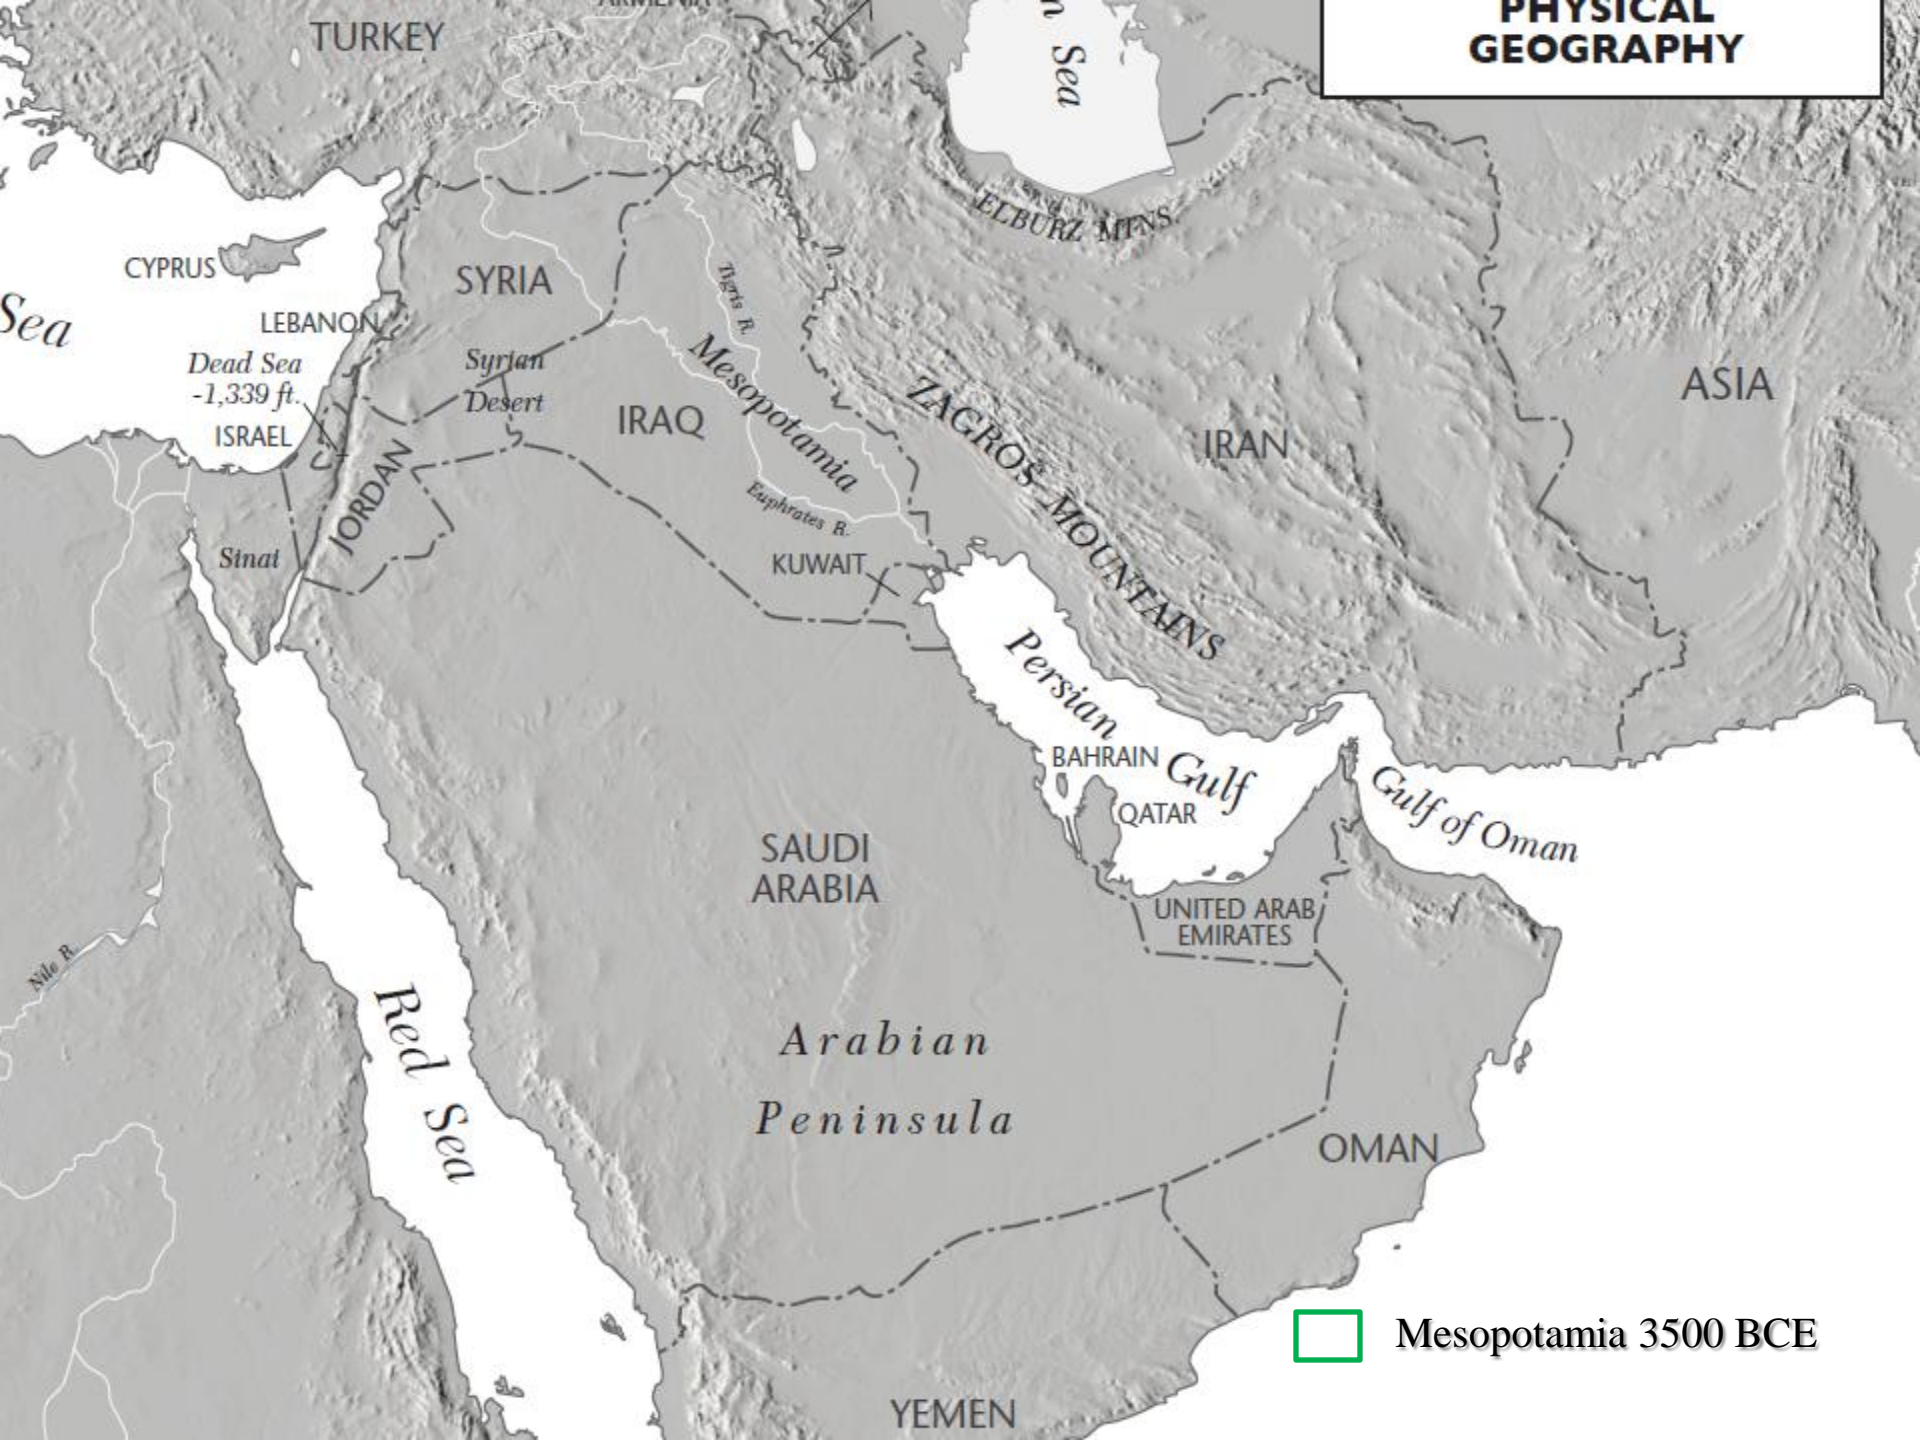 PHYSICAL
GEOGRAPHY
TURKEY
ARMENIA
n Sea
ELBURZ MTNS.
CYPRUS
SYRIA
Tigris R.
Sea
LEBANON
Dead Sea
-1,339 ft.
ISRAEL
Syrian
Desert
Mesopotamia
IRAQ
ZAGROS MOUNTAINS
IRAN
ASIA
JORDAN
Euphrates R.
Sinai
KUWAIT
Persian Gulf
BAHRAIN
QATAR
Gulf of Oman
SAUDI
ARABIA
UNITED ARAB
EMIRATES
Nile R.
Red Sea
Arabian
Peninsula
OMAN
Mesopotamia 3500 BCE
YEMEN